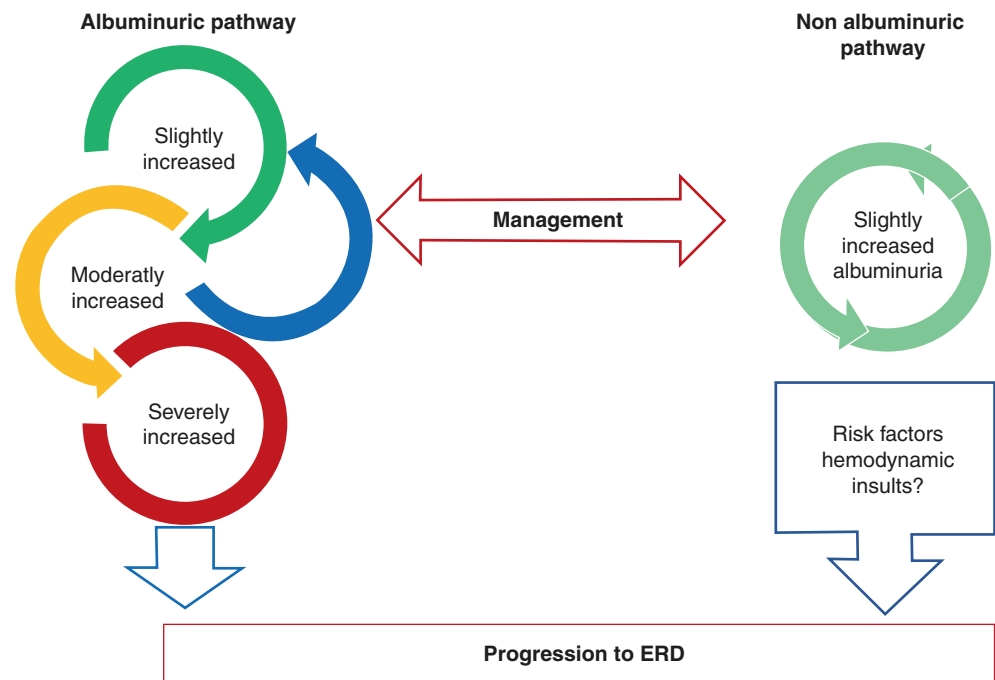 Albuminuric pathway
Slightly
increased
Moderatly
increased
Severely
increased
Management
Non albuminuric
pathway
Slightly
increased
albuminuria
Risk factors
hemodynamic
insults?
Progression to ERD